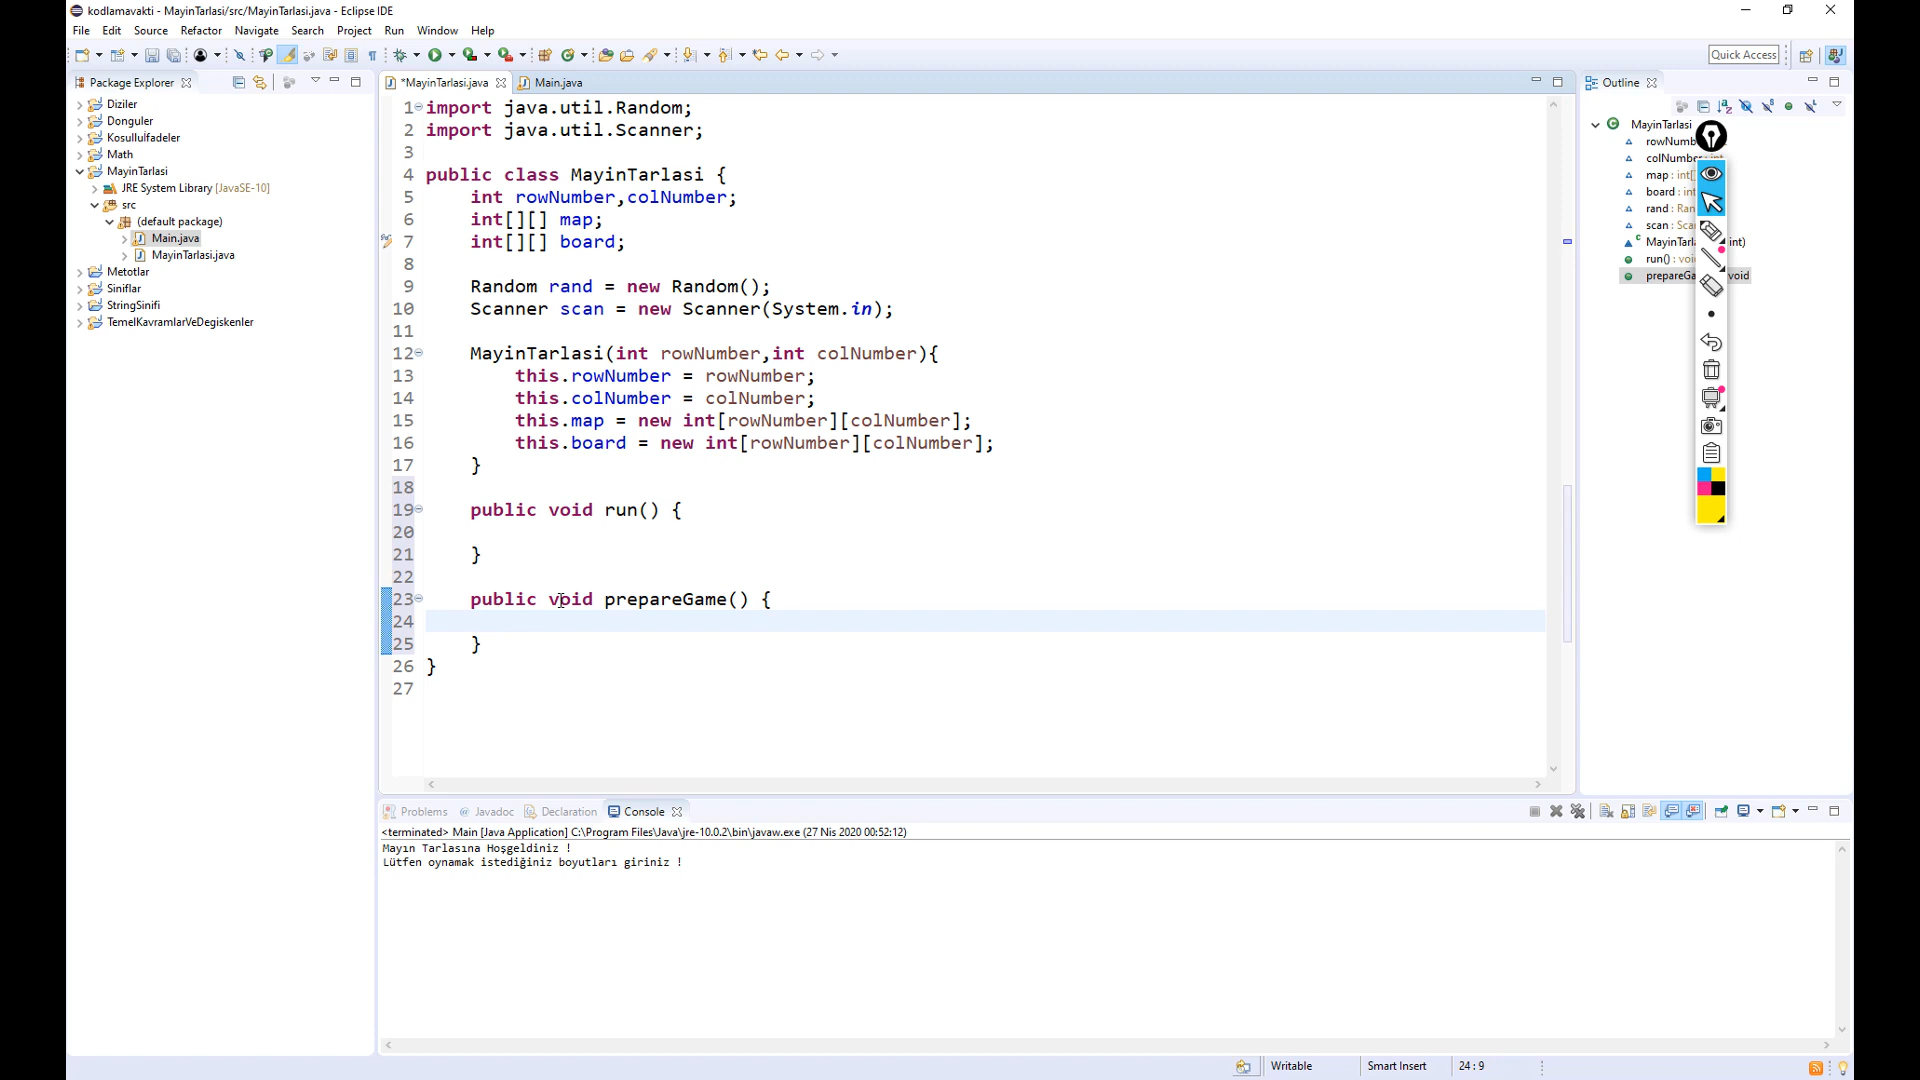 kodlamavakti - MayinTarlasi/src/MayinTarlasi.java - Eclipse IDE
File Edit Source Refactor Navigate Search Project Run Window Help
Quick Access
Package Explorer
Diziler
Donguler
Kosullulfadeler
Math
MayinTarlasi
JRE System Library [JavaSE-10]
src
(default package)
Main.java
MayinTarlasi.java
Metotlar
Siniflar
StringSinifi
TemelKavramlarVeDegiskenler
*MayinTarlasi.java Main.java
1 import java.util.Random;
2 import java.util.Scanner;
3
4 public class MayinTarlasi {
5 int rowNumber,colNumber;
6 int[][] map;
7 int[][] board;
8
9 Random rand = new Random();
10 Scanner scan = new Scanner(System.in);
11
12 MayinTarlasi(int rowNumber,int colNumber){
13 this.rowNumber = rowNumber;
14 this.colNumber = colNumber;
15 this.map = new int[rowNumber][colNumber];
16 this.board = new int[rowNumber][colNumber];
17 }
18
19 public void run() {
20
21 }
22
23 public void prepareGame() {
24
25 }
26 }
27
Outline
MayinTarlasi
rowNumb
colNumber : int
map : int[
board : int
rand : Ran
scan : Sca
MayinTarla int)
run() : voi
prepareGa void
Problems Javadoc Declaration Console
<terminated> Main [Java Application] C:\Program Files\Java\jre-10.0.2\bin\javaw.exe (27 Nis 2020 00:52:12)
Mayın Tarlasına Hoşgeldiniz !
Lütfen oynamak istediğiniz boyutları giriniz !
Writable Smart Insert 24:9